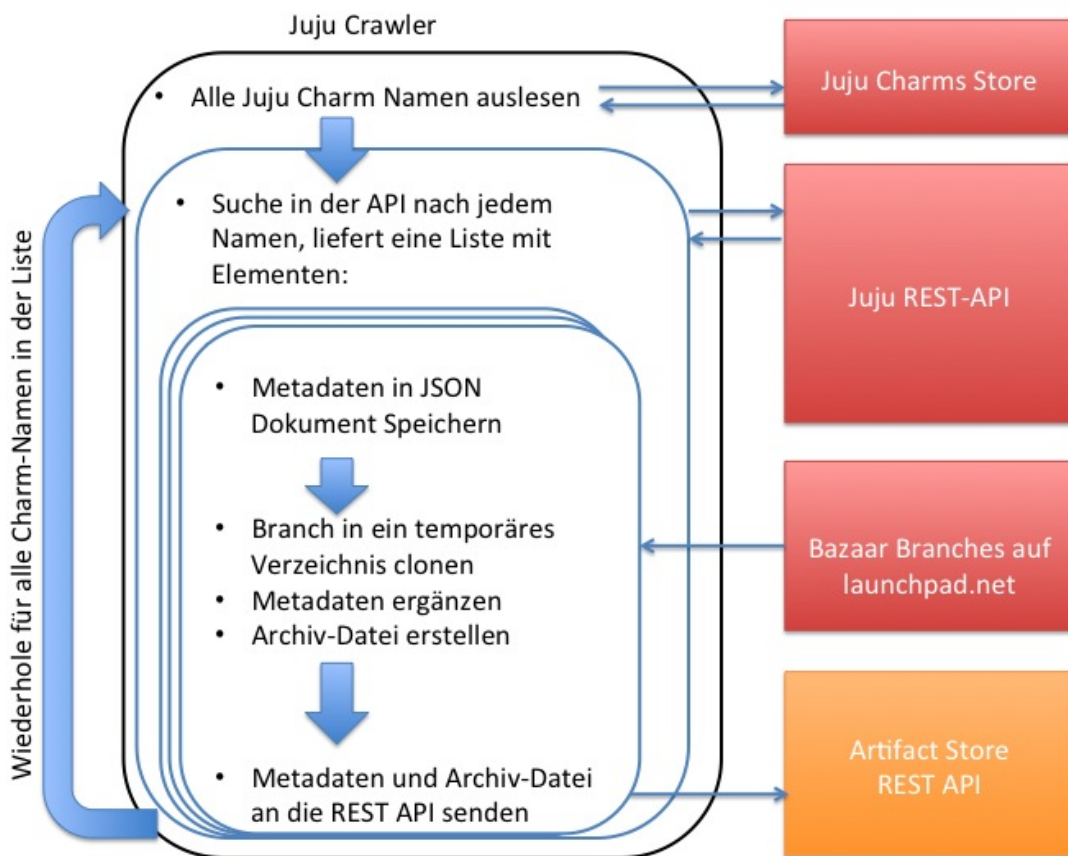 Juju Crawler
• Alle Juju Charm Namen auslesen
Juju Charms Store
• Suche in der API nach jedem
Namen, liefert eine Liste mit
Elementen:
Juju REST-API
• Metadaten in JSON
Dokument Speichern
• Branch in ein temporäres
Verzeichnis clonen
• Metadaten ergänzen
• Archiv-Datei erstellen
Bazaar Branches auf
launchpad.net
• Metadaten und Archiv-Datei
an die REST API senden
Artifact Store
REST API
Wiederhole für alle Charm-Namen in der Liste